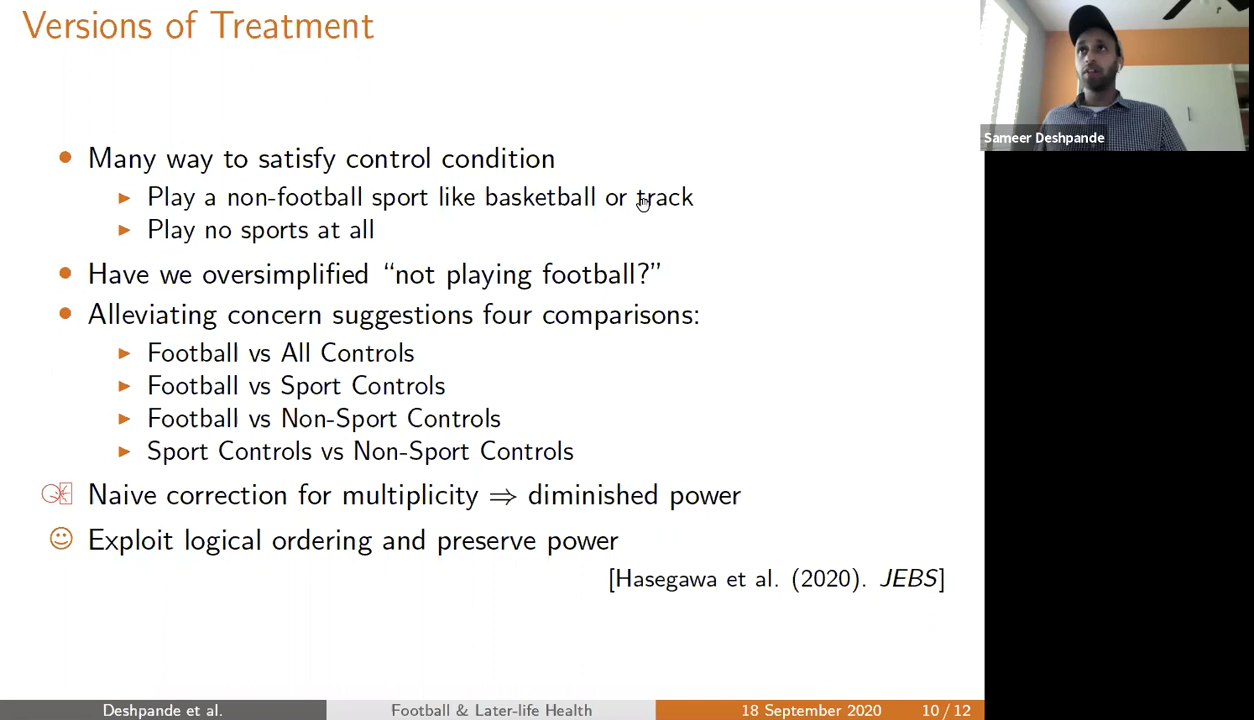 Versions of Treatment
Sameer Deshpande
• Many way to satisfy control condition
▶ Play a non-football sport like basketball or track
▶ Play no sports at all
• Have we oversimplified “not playing football?”
• Alleviating concern suggestions four comparisons:
▶ Football vs All Controls
▶ Football vs Sport Controls
▶ Football vs Non-Sport Controls
▶ Sport Controls vs Non-Sport Controls
Naive correction for multiplicity ⇒ diminished power
☺ Exploit logical ordering and preserve power
[Hasegawa et al. (2020). JEBS]
Deshpande et al. Football & Later-life Health 18 September 2020 10 / 12